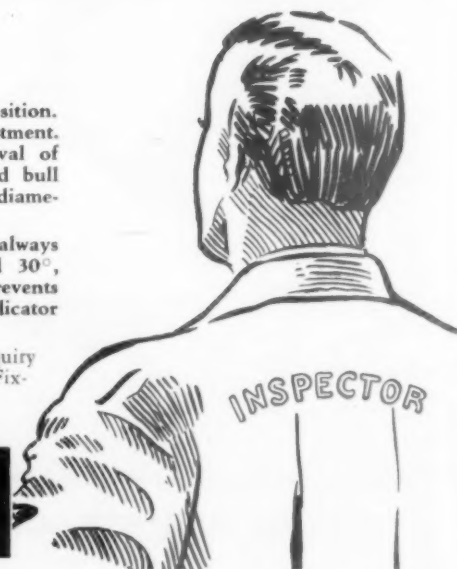 sition.
tment.
val of
d bull
diame-
always
l 30°,
revents
licator
uiry
Fix-
INSPECTOR